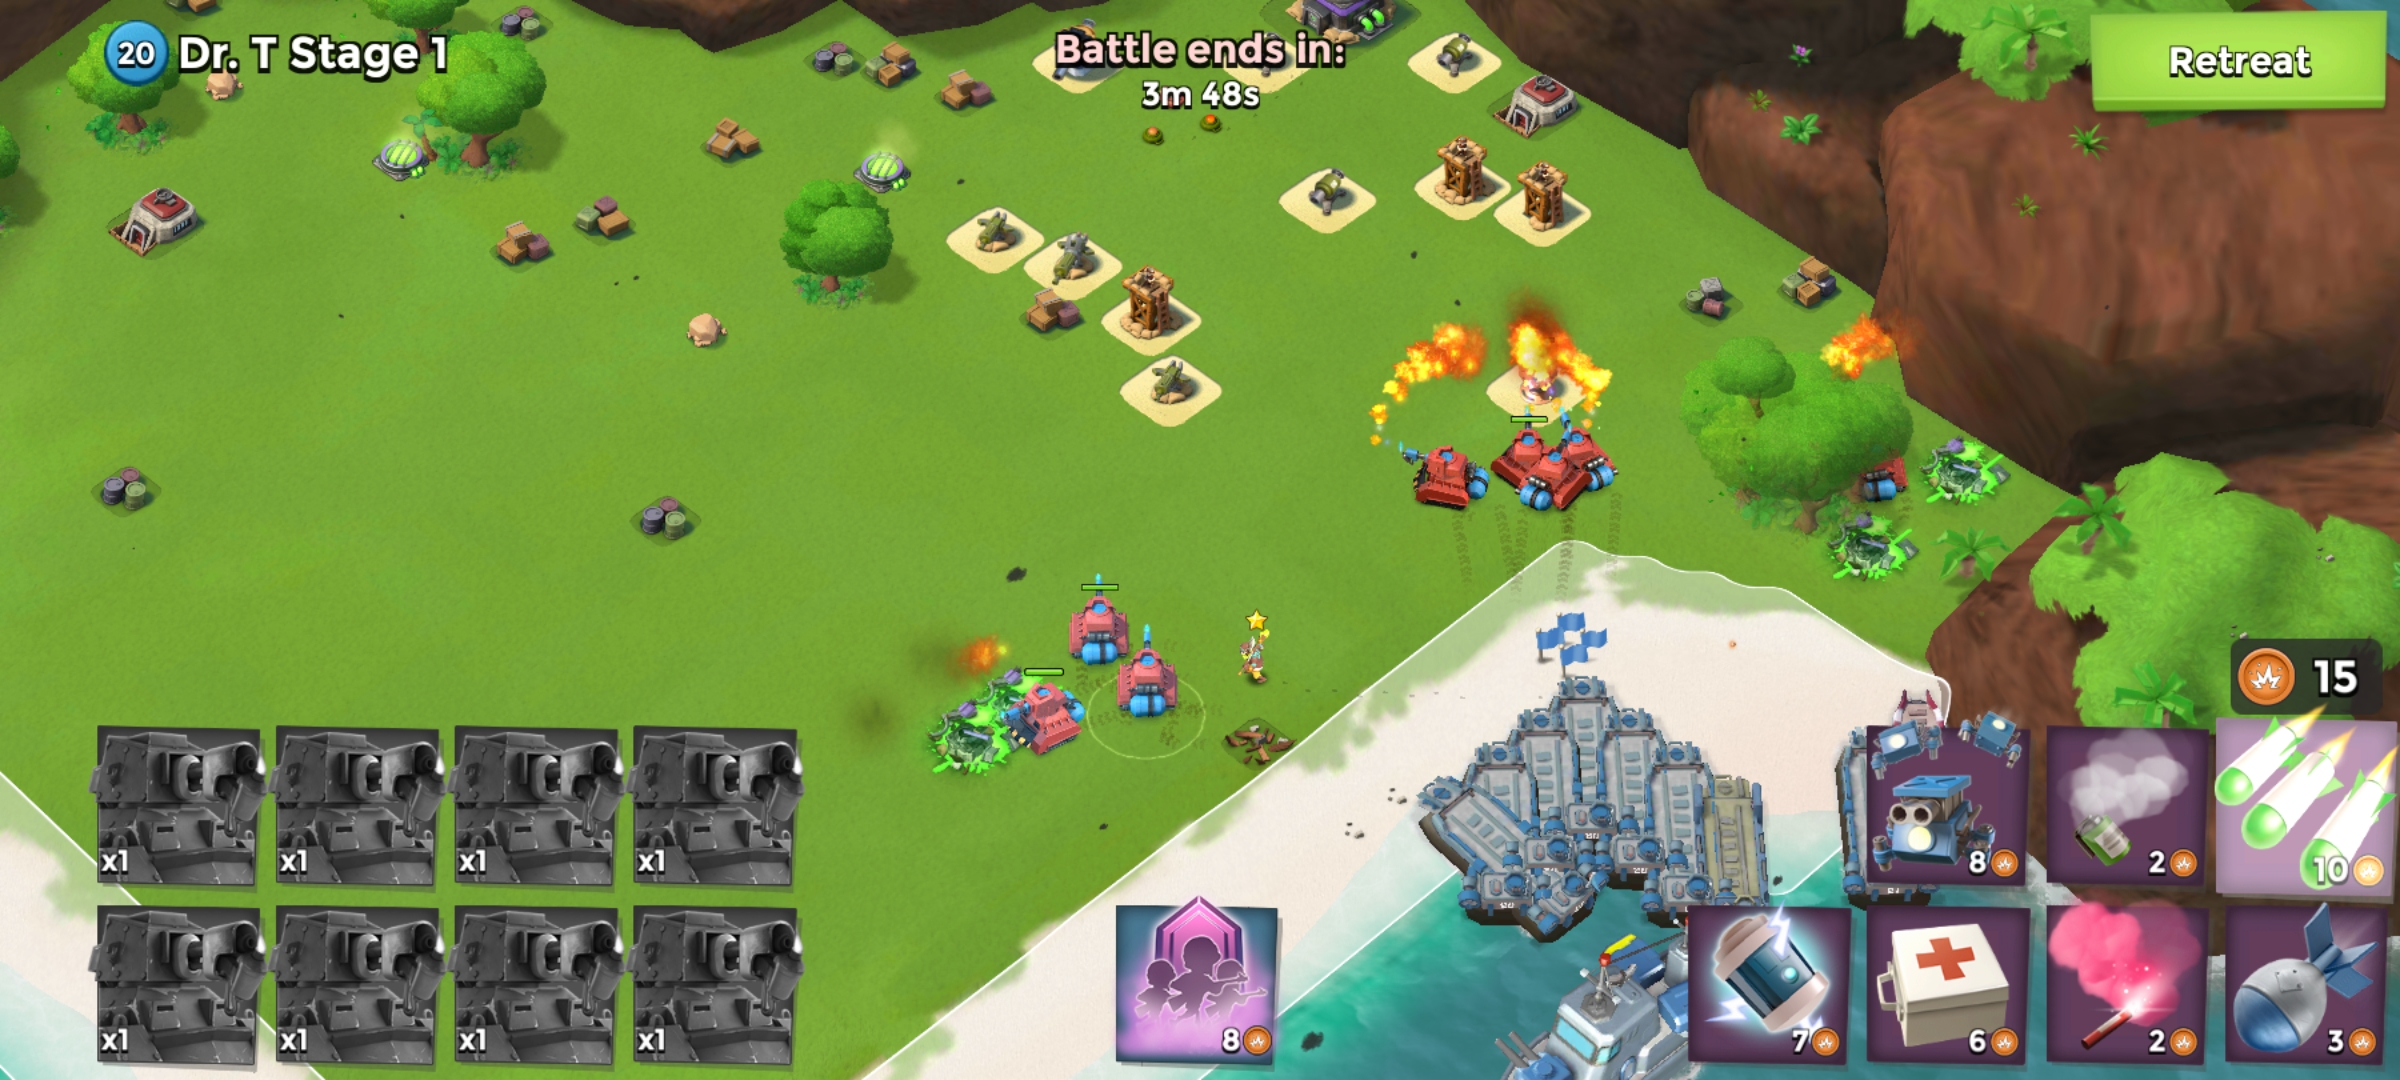 20 Dr. T Stage 1
Battle ends in:
3m 48s
Retreat
15
x1 x1 x1 x1
8 2 10
x1 x1 x1 x1
8 7 6 2 3